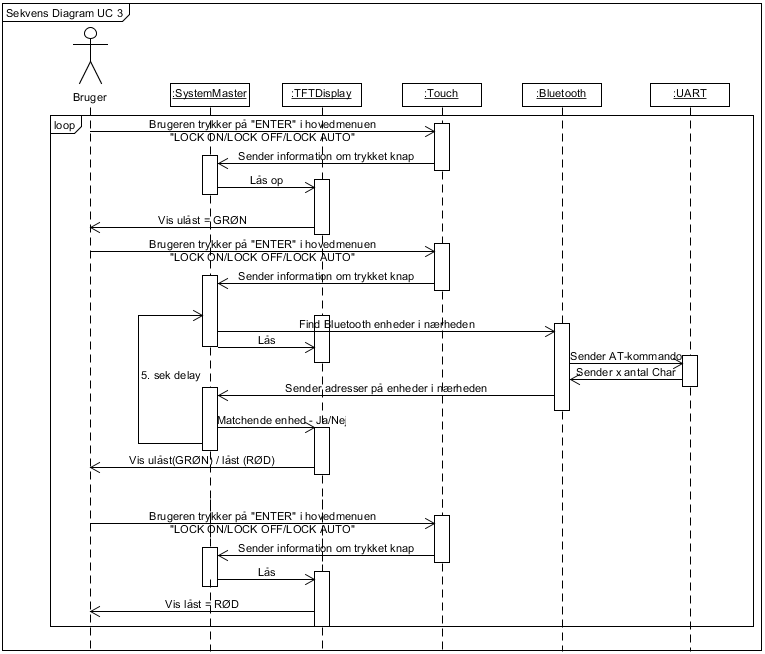 Sekvens Diagram UC 3
Bruger
:SystemMaster
:TFTDisplay
:Touch
:Bluetooth
:UART
loop
Brugeren trykker på "ENTER" i hovedmenuen
"LOCK ON/LOCK OFF/LOCK AUTO"
Sender information om trykket knap
Lås op
Vis ulåst = GRØN
Brugeren trykker på "ENTER" i hovedmenuen
"LOCK ON/LOCK OFF/LOCK AUTO"
Sender information om trykket knap
Find Bluetooth enheder i nærheden
Lås
Sender AT-kommando
Sender x antal Char
5. sek delay
Sender adresser på enheder i nærheden
Matchende enhed - Ja/Nej
Vis ulåst(GRØN) / låst (RØD)
Brugeren trykker på "ENTER" i hovedmenuen
"LOCK ON/LOCK OFF/LOCK AUTO"
Sender information om trykket knap
Lås
Vis låst = RØD